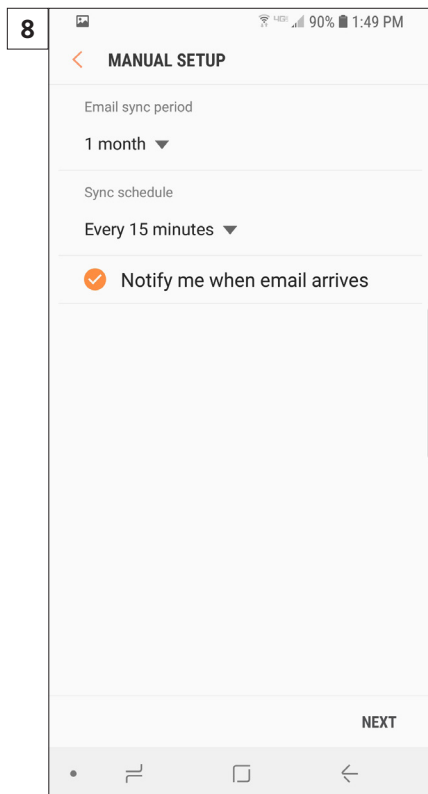 8
4G 90% 1:49 PM
MANUAL SETUP
Email sync period
1 month
Sync schedule
Every 15 minutes
Notify me when email arrives
NEXT